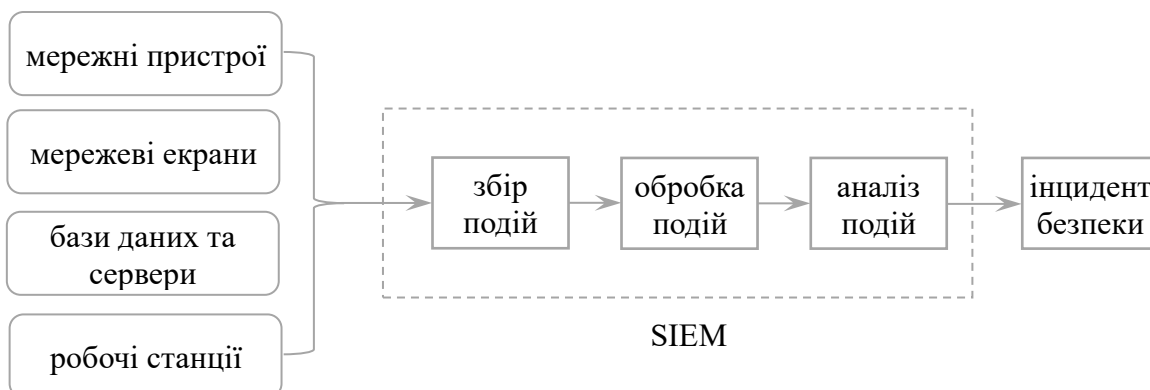 мережні пристрої
мережеві екрани
бази даних та
сервери
робочі станції
збір
подій
обробка
подій
аналіз
подій
інцидент
безпеки
SIEM